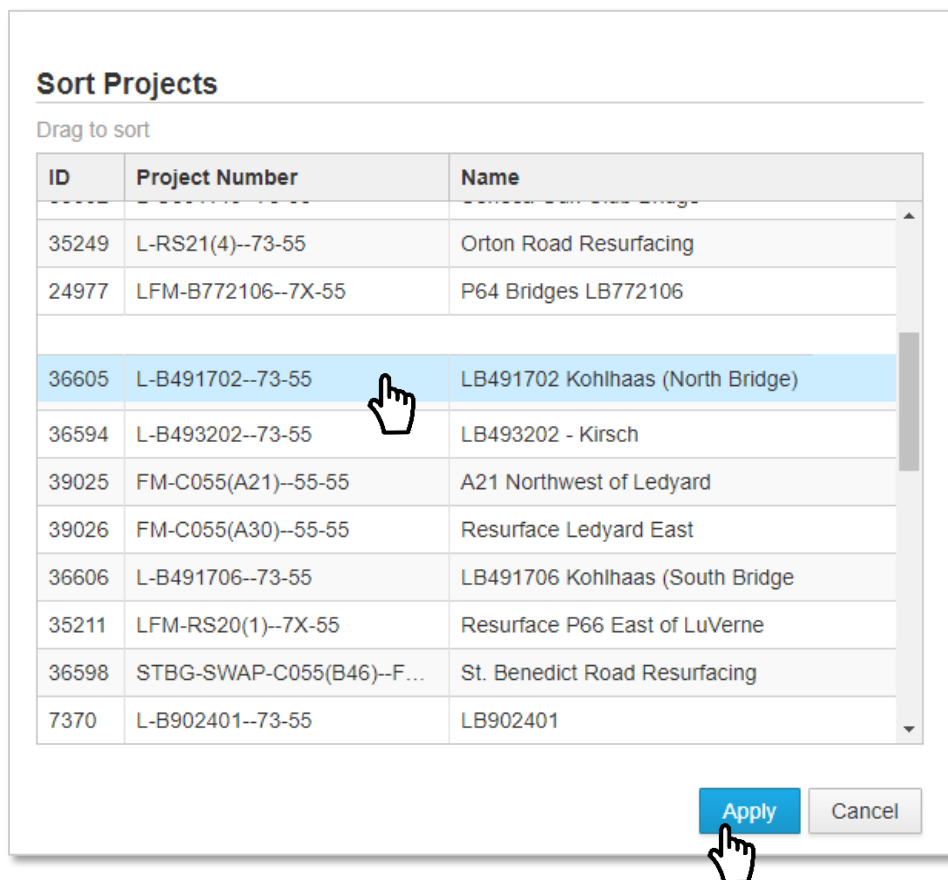 Sort Projects
Drag to sort
ID Project Number Name
35249 L-RS21(4)--73-55 Orton Road Resurfacing
24977 LFM-B772106--7X-55 P64 Bridges LB772106
36605 L-B491702--73-55 LB491702 Kohlhaas (North Bridge)
36594 L-B493202--73-55 LB493202 - Kirsch
39025 FM-C055(A21)--55-55 A21 Northwest of Ledyard
39026 FM-C055(A30)--55-55 Resurface Ledyard East
36606 L-B491706--73-55 LB491706 Kohlhaas (South Bridge
35211 LFM-RS20(1)--7X-55 Resurface P66 East of LuVerne
36598 STBG-SWAP-C055(B46)--F... St. Benedict Road Resurfacing
7370 L-B902401--73-55 LB902401
Apply Cancel